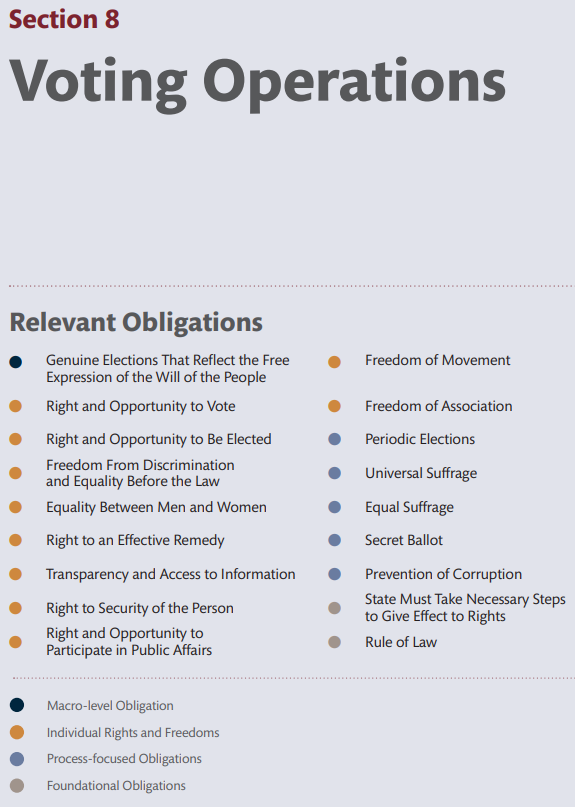 Section 8
Voting Operations
Relevant Obligations
Genuine Elections That Reflect the Free
Expression of the Will of the People
Right and Opportunity to Vote
Right and Opportunity to Be Elected
Freedom From Discrimination
and Equality Before the Law
Equality Between Men and Women
Right to an Effective Remedy
Transparency and Access to Information
Right to Security of the Person
Right and Opportunity to
Participate in Public Affairs
Freedom of Movement
Freedom of Association
Periodic Elections
Universal Suffrage
Equal Suffrage
Secret Ballot
Prevention of Corruption
State Must Take Necessary Steps
to Give Effect to Rights
Rule of Law
Macro-level Obligation
Individual Rights and Freedoms
Process-focused Obligations
Foundational Obligations